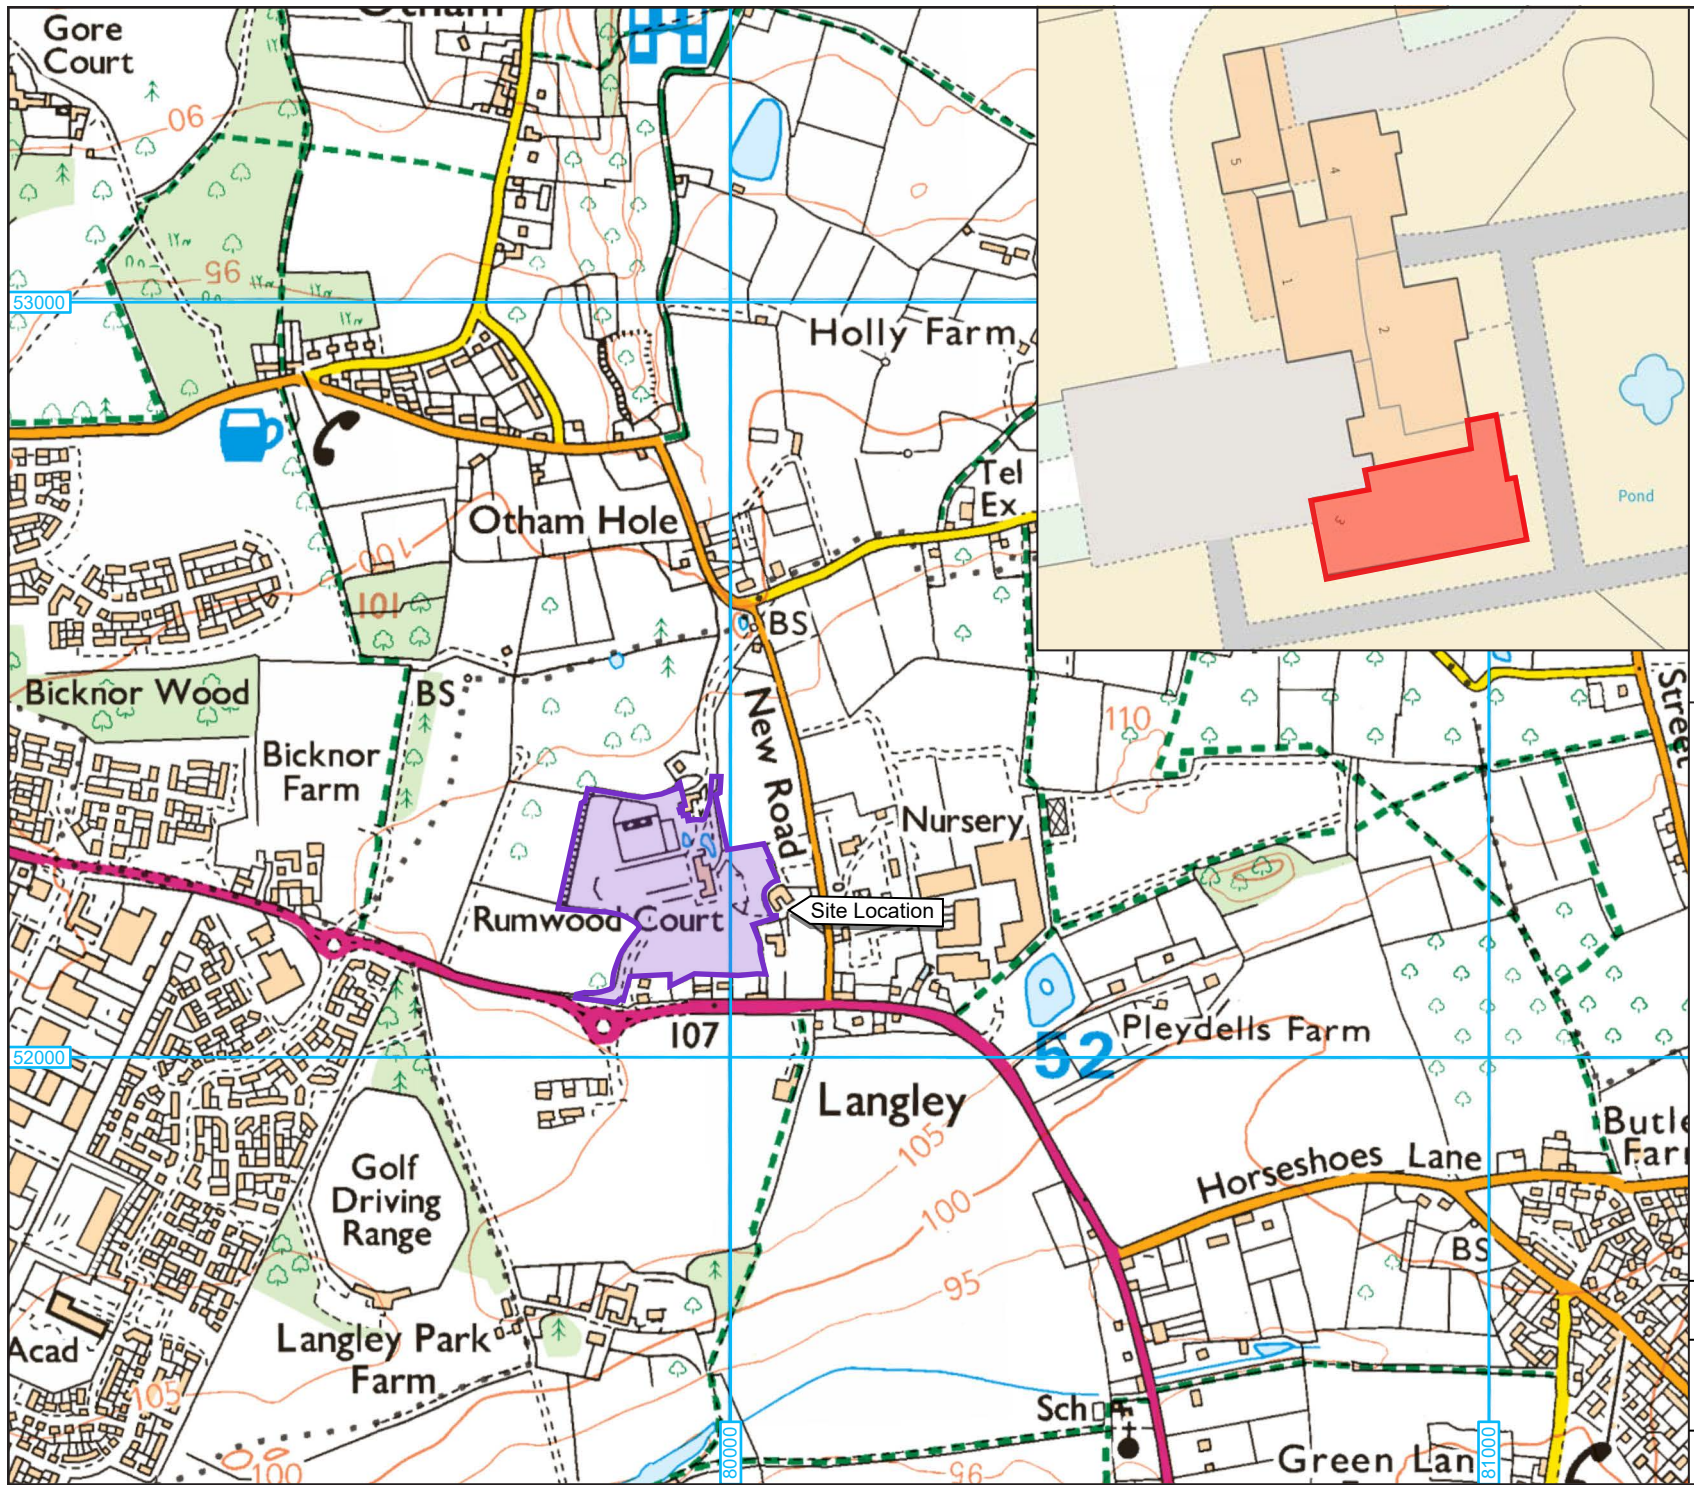 Otham
Gore
Court
90
95
53000
Holly Farm
5
4
1
2
3
Pond
Tel
Ex
Otham Hole
100
101
BS
Bicknor Wood
BS
New Road
110
Street
Bicknor
Farm
Nursery
Rumwood Court
Site Location
107
52000
52
Pleydells Farm
Langley
105
Golf
Driving
Range
100
Horseshoes Lane
Butle
Farm
BS
95
Langley Park
Farm
Acad
105
Sch
100
80000
96
Green Lan
81000